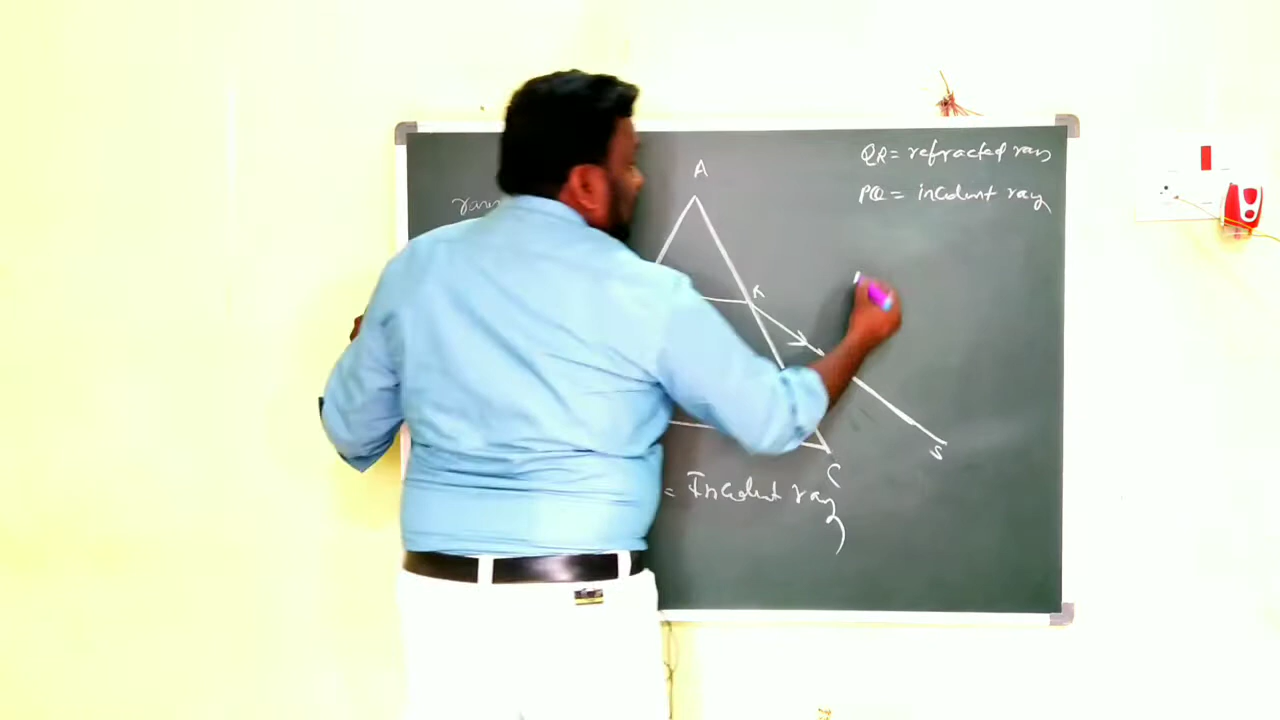 QR = refracted ray
PQ = incident ray
A
R
S
C
= Incident ray